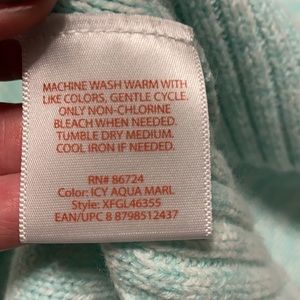 MACHINE WASH WARM WITH
LIKE COLORS, GENTLE CYCLE.
ONLY NON-CHLORINE
BLEACH WHEN NEEDED.
TUMBLE DRY MEDIUM.
COOL IRON IF NEEDED.
RN# 86724
Color: ICY AQUA MARL
Style: XFGL46355
EAN/UPC 8 8798512437